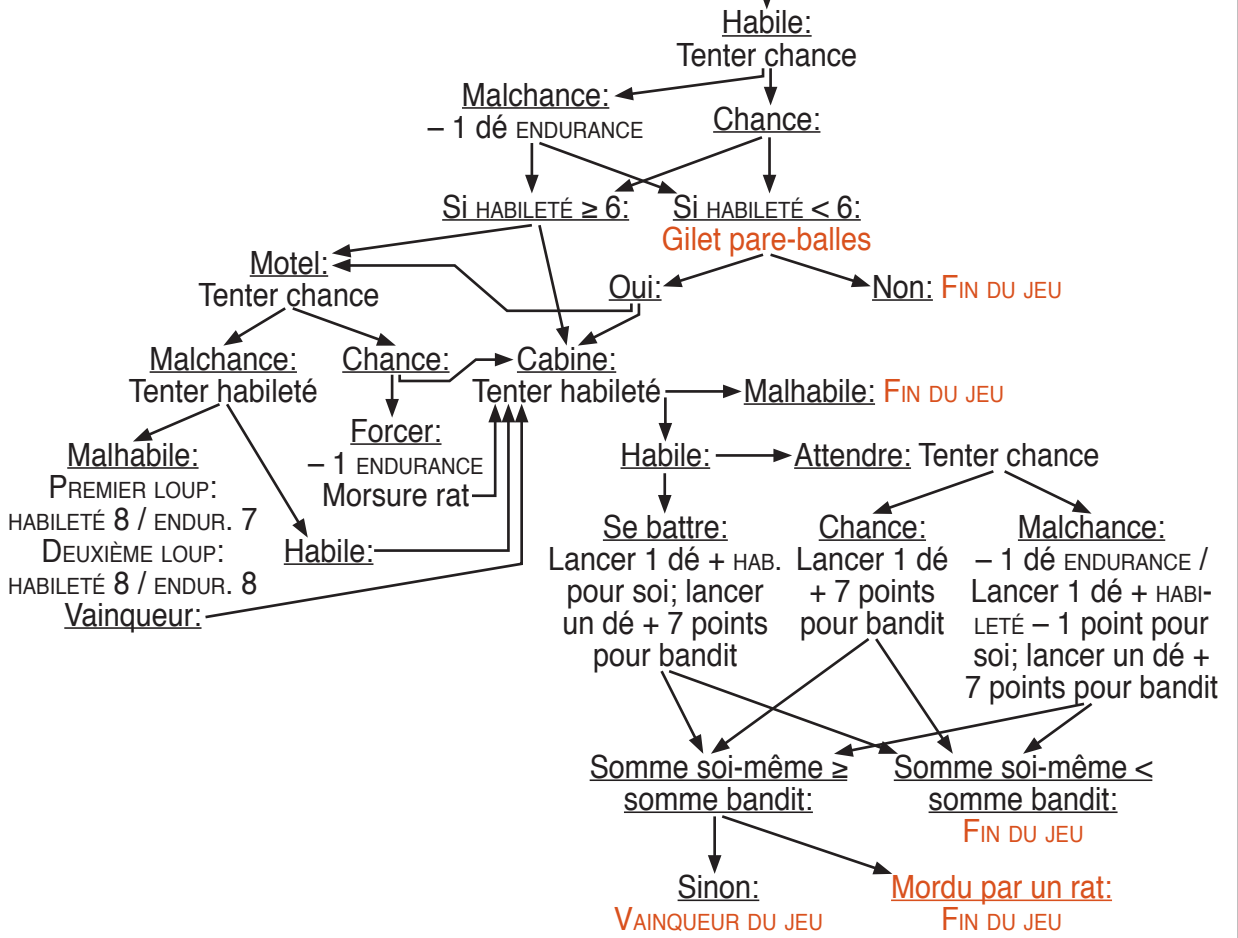 Habile:
Tenter chance
Malchance:
– 1 dé ENDURANCE
Chance:
Si HABILETÉ ≥ 6:
Si HABILETÉ < 6:
Gilet pare-balles
Motel:
Tenter chance
Oui:
Non: FIN DU JEU
Malchance:
Tenter habileté
Chance:
Cabine:
Tenter habileté
Malhabile: FIN DU JEU
Forcer:
– 1 ENDURANCE
Morsure rat
Malhabile:
PREMIER LOUP:
HABILETÉ 8 / ENDUR. 7
DEUXIÈME LOUP:
HABILETÉ 8 / ENDUR. 8
Vainqueur:
Habile:
Habile:
Attendre: Tenter chance
Se battre:
Lancer 1 dé + HAB.
pour soi; lancer
un dé + 7 points
pour bandit
Chance:
Lancer 1 dé
+ 7 points
pour bandit
Malchance:
– 1 dé ENDURANCE /
Lancer 1 dé + HABI-
LETÉ – 1 point pour
soi; lancer un dé +
7 points pour bandit
Somme soi-même ≥
somme bandit:
Somme soi-même <
somme bandit:
FIN DU JEU
Sinon:
VAINQUEUR DU JEU
Mordu par un rat:
FIN DU JEU